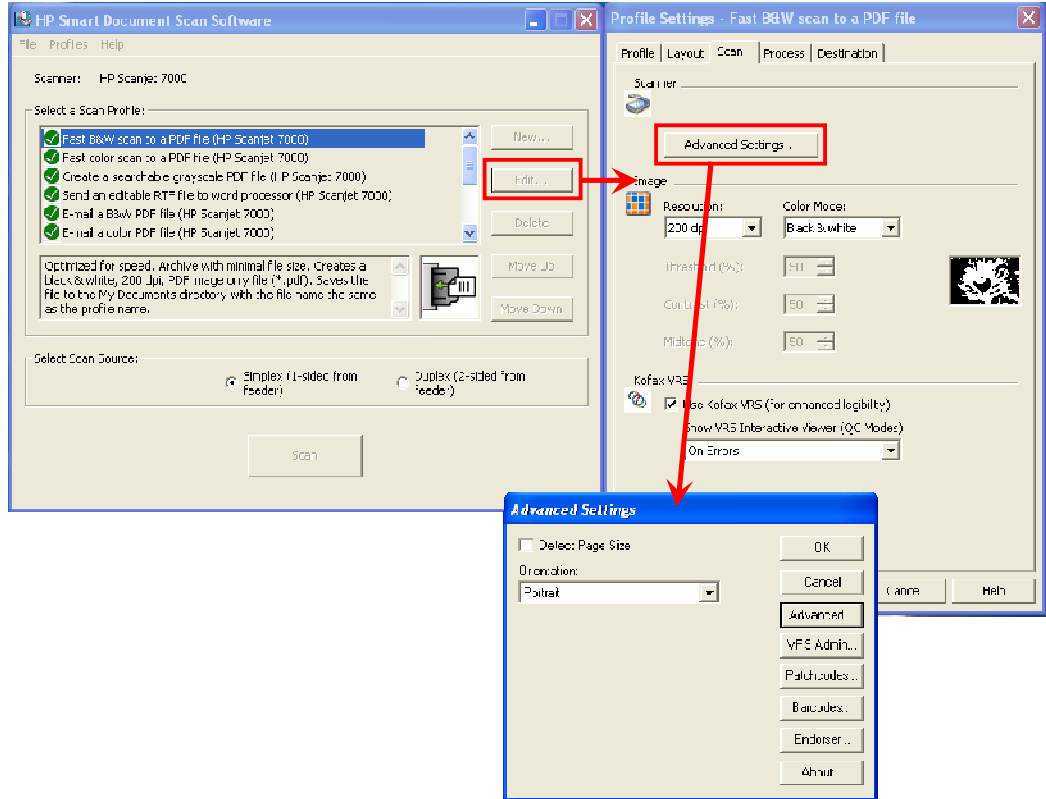 HP Smart Document Scan Software
File Profiles Help
Scanner: HP Scanjet 7000
Select a Scan Profile:
Fast B&W scan to a PDF file (HP Scanjet 7000)
Fast color scan to a PDF file (HP Scanjet 7000)
Create a searchable grayscale PDF file (HP Scanjet 7000)
Send an editable RTF file to word processor (HP Scanjet 7000)
E-mail a B&W PDF file (HP Scanjet 7000)
E-mail a color PDF file (HP Scanjet 7000)
New...
Edit...
Delete
Move Up
Move Down
Optimized for speed. Archive with minimal file size. Creates a
black & white, 200 dpi, PDF image only file (*.pdf). Saves the
file to the My Documents directory with the file name the same
as the profile name.
Select Scan Source:
Simplex (1-sided from
feeder)
Duplex (2-sided from
feeder)
Scan
Profile Settings - Fast B&W scan to a PDF file
Profile Layout Scan Process Destination
Scanner
Advanced Settings...
Image
Resolution: Color Mode:
200 dpi Black & white
Threshold (%): 90
Contrast (%): 50
Midtone (%): 50
Kofax VRS
Use Kofax VRS (for enhanced legibility)
Show VRS Interactive Viewer (QC Modes)
On Errors
Cancel Help
Advanced Settings
Detect Page Size
Orientation:
Portrait
OK
Cancel
Advanced...
VRS Admin...
Patchcodes...
Barcodes...
Endorser...
About...